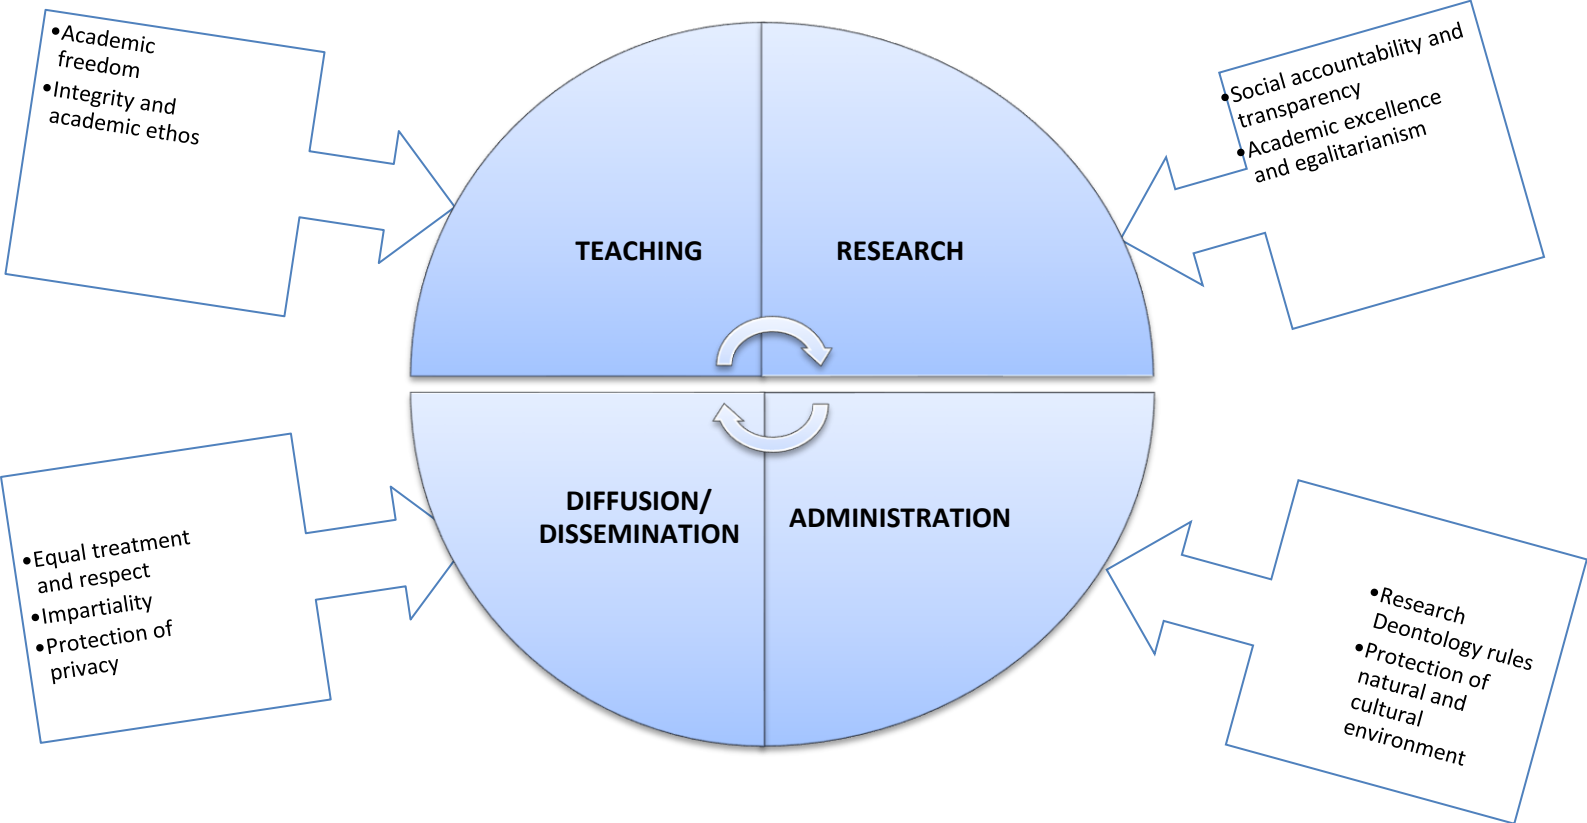 •Academic
freedom
•Integrity and
academic ethos
•Social accountability and
transparency
•Academic excellence
and egalitarianism
TEACHING
RESEARCH
DIFFUSION/
DISSEMINATION
ADMINISTRATION
•Equal treatment
and respect
•Impartiality
•Protection of
privacy
•Research
Deontology rules
•Protection of
natural and
cultural
environment